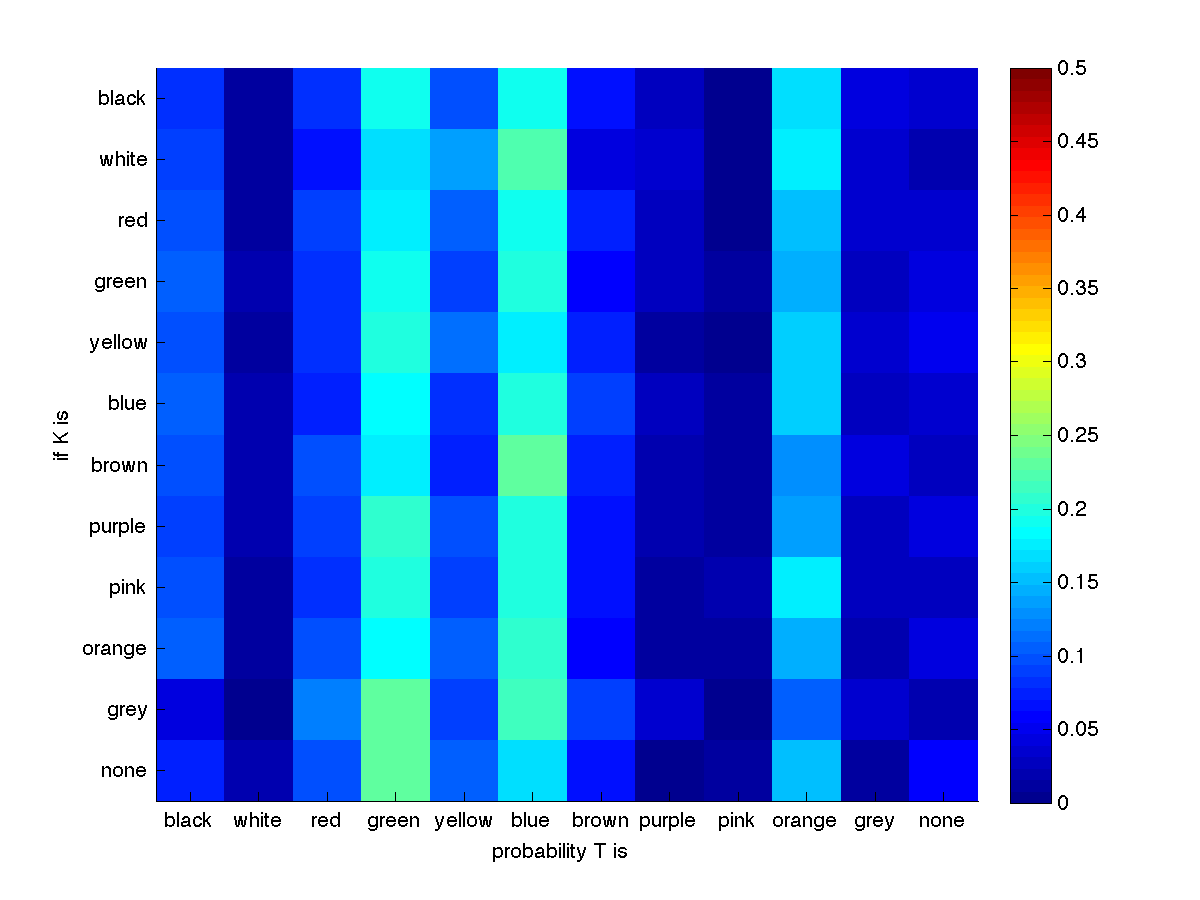 black
white
red
green
yellow
blue
brown
purple
pink
orange
grey
none
if K is
black white red green yellow blue brown purple pink orange grey none
probability T is
0.5
0.45
0.4
0.35
0.3
0.25
0.2
0.15
0.1
0.05
0